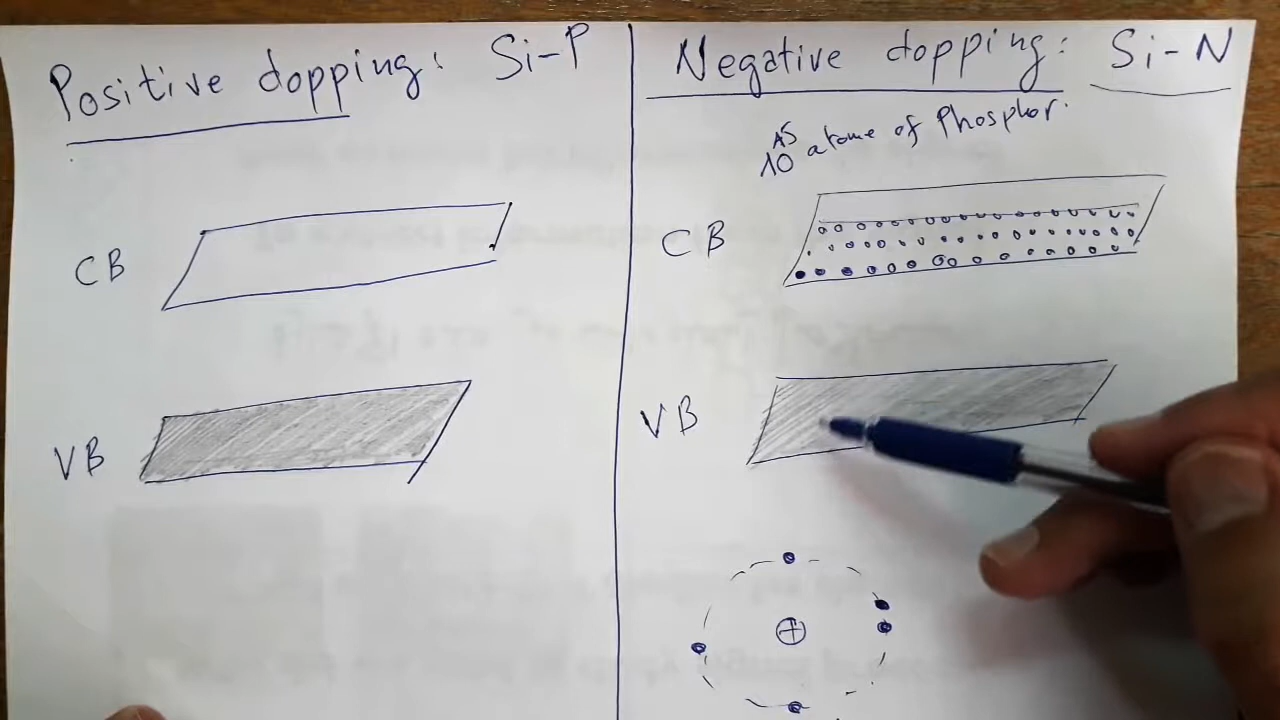 Positive dopping: Si-P
CB
VB
Negative dopping: Si-N
10 15 atome of Phosphor.
CB
VB
+